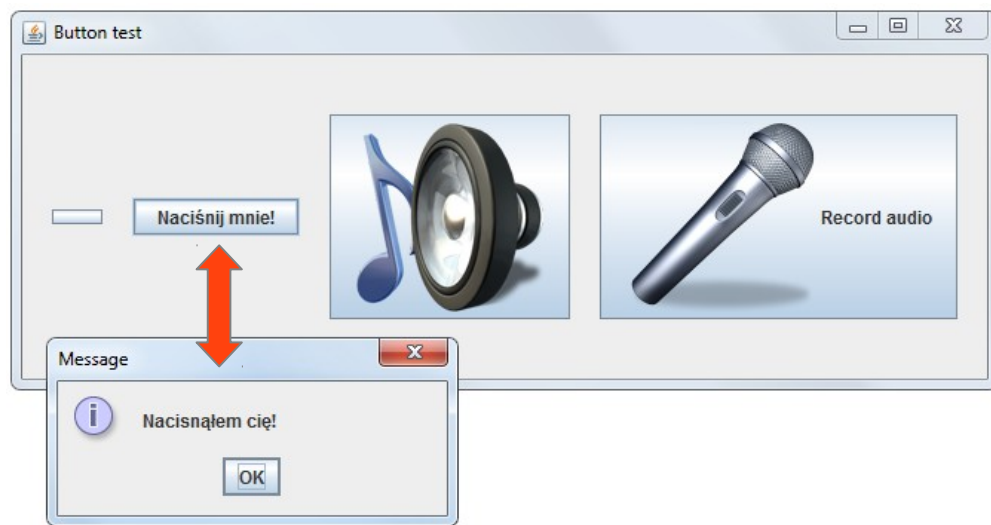 Button test
Naciśnij mnie!
Record audio
Message
i
Nacisnąłem cię!
OK